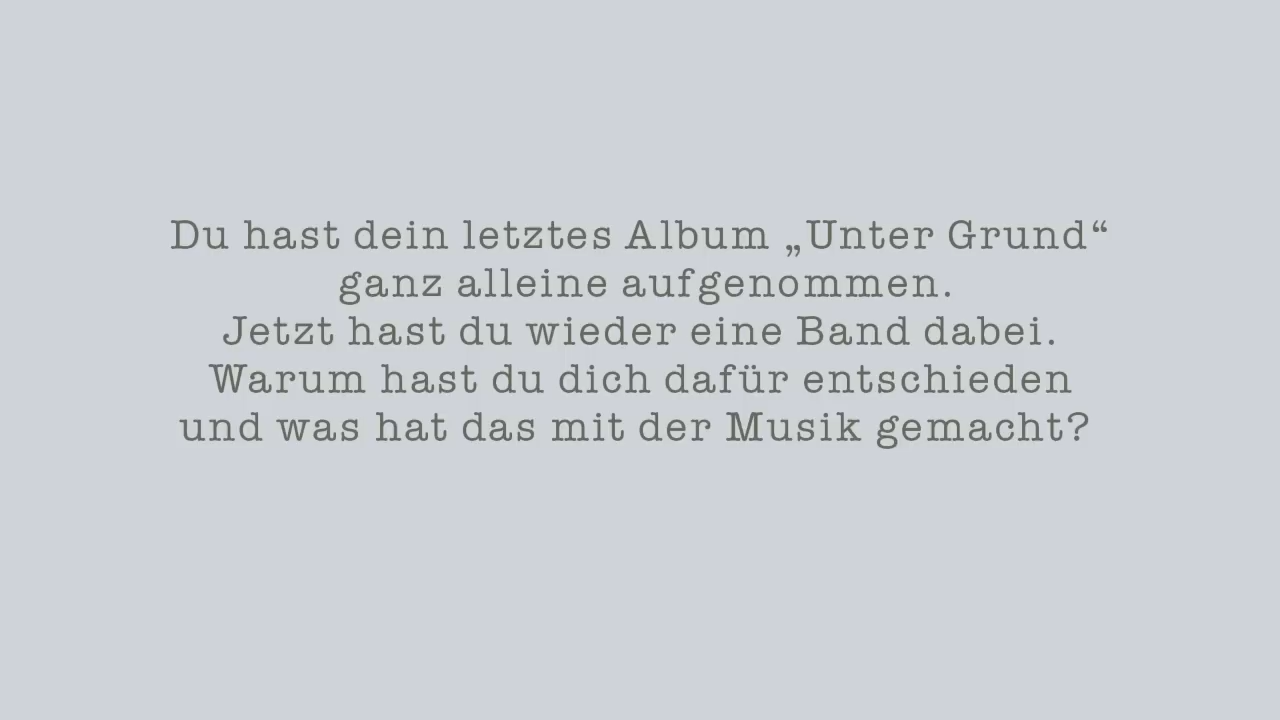 Du hast dein letztes Album „Unter Grund“
ganz alleine aufgenommen.
Jetzt hast du wieder eine Band dabei.
Warum hast du dich dafür entschieden
und was hat das mit der Musik gemacht?